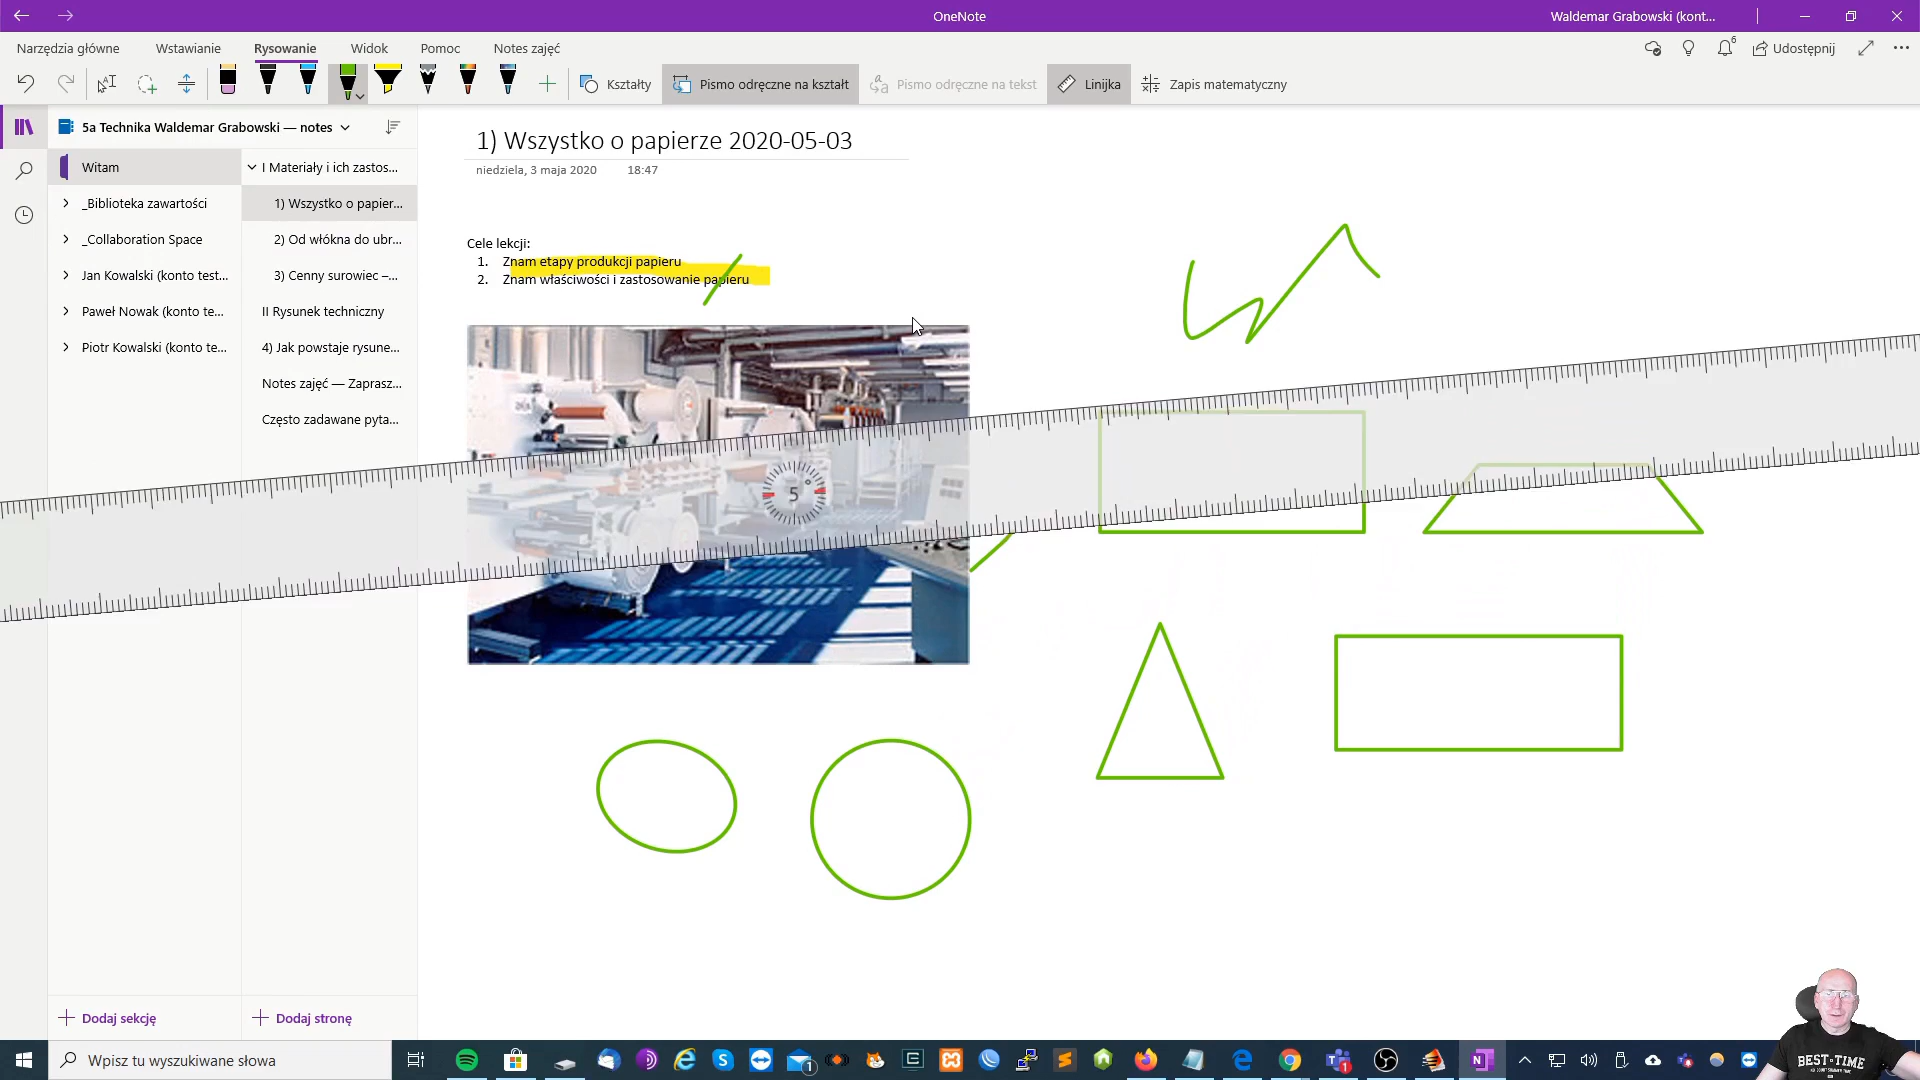 OneNote
Waldemar Grabowski (kont...
Narzędzia główne
Wstawianie
Rysowanie
Widok
Pomoc
Notes zajęć
6
Udostępnij
Kształty
Pismo odręczne na kształt
Pismo odręczne na tekst
Linijka
Zapis matematyczny
5a Technika Waldemar Grabowski — notes
Witam
_Biblioteka zawartości
_Collaboration Space
Jan Kowalski (konto test...
Paweł Nowak (konto te...
Piotr Kowalski (konto te...
I Materiały i ich zastos...
1) Wszystko o papier...
2) Od włókna do ubr...
3) Cenny surowiec –...
II Rysunek techniczny
4) Jak powstaje rysune...
Notes zajęć — Zaprasz...
Często zadawane pyta...
1) Wszystko o papierze 2020-05-03
niedziela, 3 maja 2020 18:47
Cele lekcji:
1. Znam etapy produkcji papieru
2. Znam właściwości i zastosowanie papieru
5°
Dodaj sekcję
Dodaj stronę
Wpisz tu wyszukiwane słowa
1
1
BEST·TIME